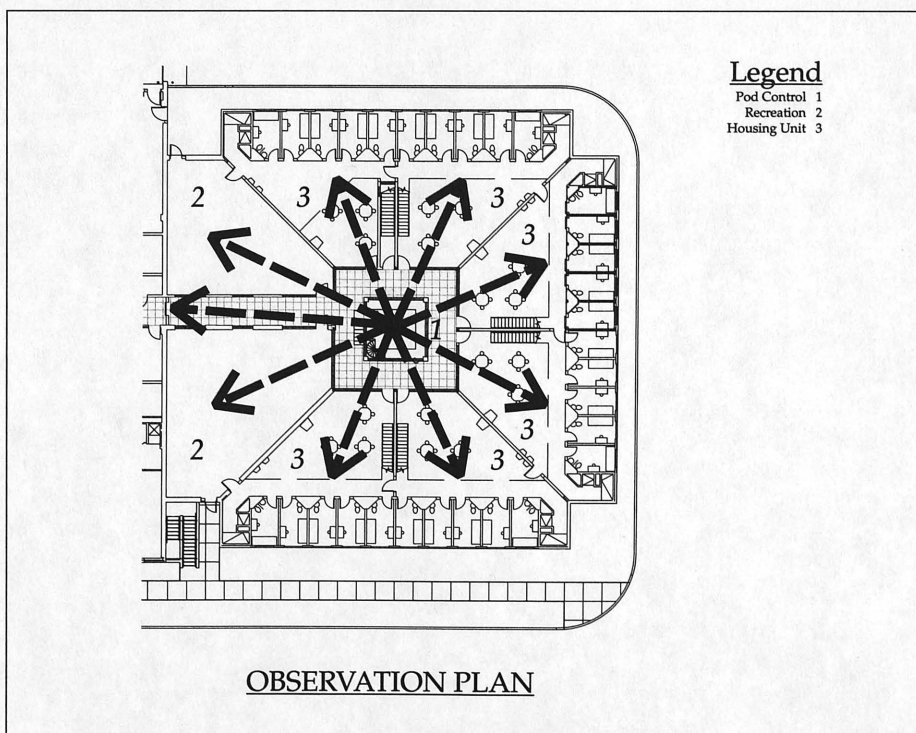 Legend
Pod Control 1
Recreation 2
Housing Unit 3
2
3
3
3
1
2
3
3
3
OBSERVATION PLAN